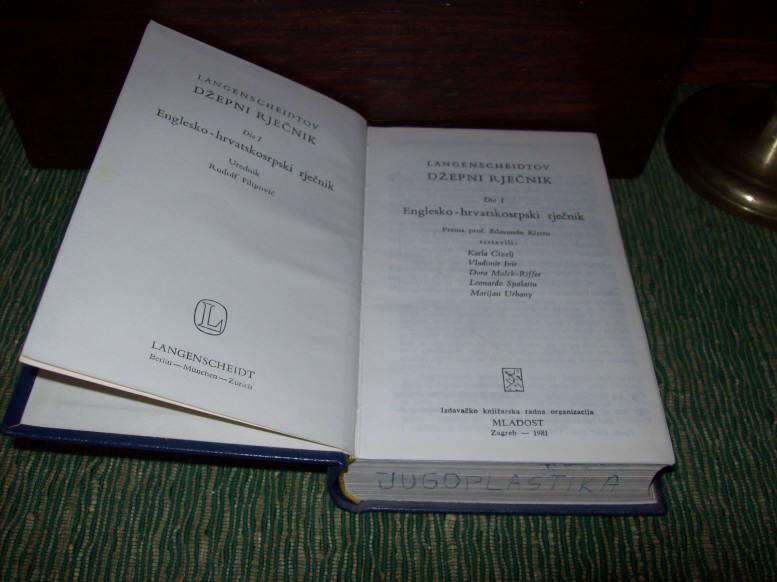 LANGENSCHEIDTOV
DŽEPNI RJEČNIK
Dio I
Englesko-hrvatskosrpski rječnik
Urednik
Rudolf Filipović
L
LANGENSCHEIDT
Berlin — München — Zürich
LANGENSCHEIDTOV
DŽEPNI RJEČNIK
Dio I
Englesko-hrvatskosrpski rječnik
Prema prof. Edmundu Klattu
sastavili:
Karla Cizelj
Vladimir Ivir
Dora Maček-Riffer
Leonardo Spalatin
Marijan Urbany
Izdavačko knjižarska radna organizacija
MLADOST
Zagreb — 1981
JUGOPLASTIKA